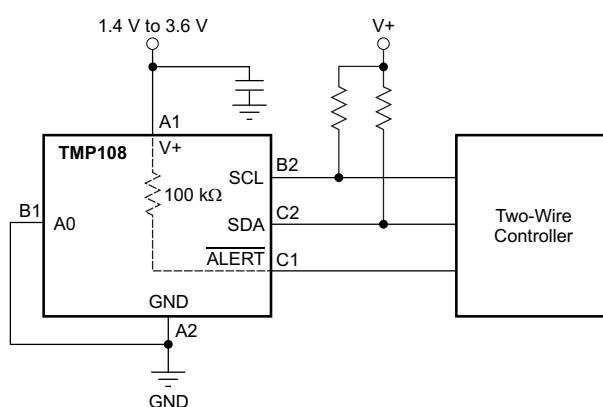 1.4 V to 3.6 V
V+
A1
TMP108
V+
B2
SCL
100 kΩ
B1
A0
C2
SDA
Two-Wire
Controller
ALERT
C1
GND
A2
GND